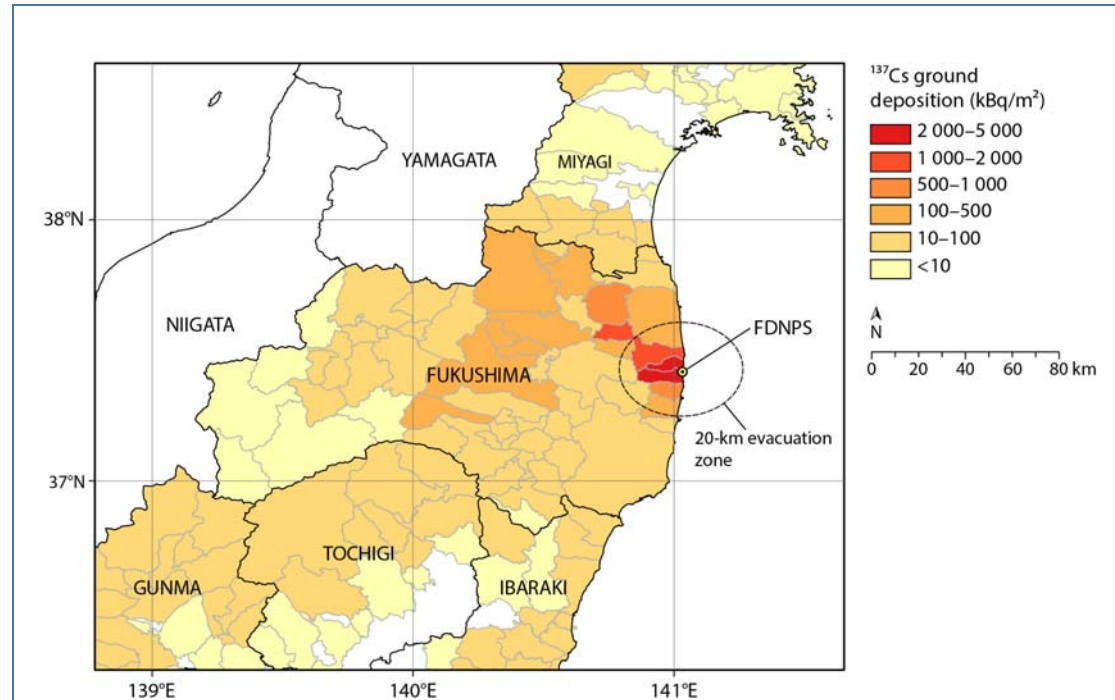 ¹³⁷Cs ground
deposition (kBq/m²)
2 000–5 000
1 000–2 000
500–1 000
100–500
10–100
<10
N
0 20 40 60 80 km
YAMAGATA
MIYAGI
38°N
NIIGATA
FDNPS
FUKUSHIMA
20-km evacuation
zone
37°N
TOCHIGI
GUNMA
IBARAKI
139°E 140°E 141°E